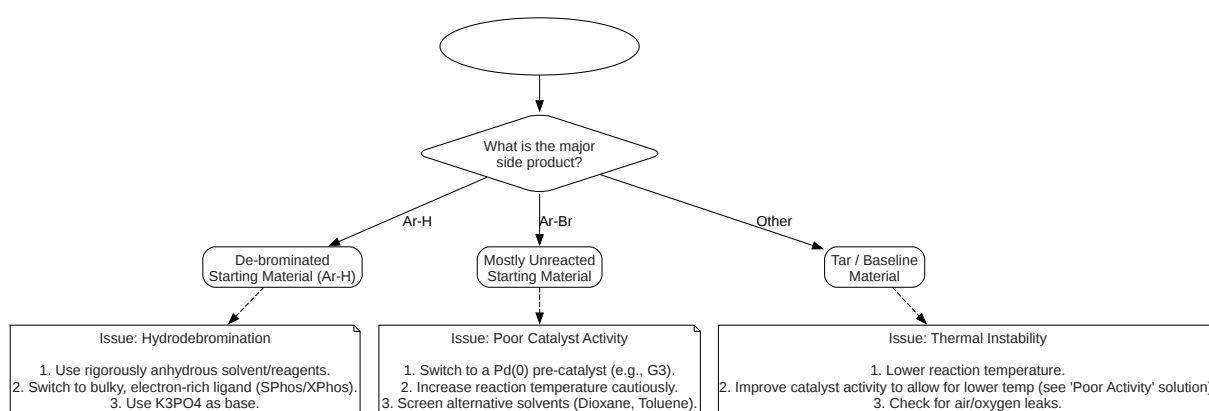 What is the major
side product?
Ar-H
Ar-Br
Other
De-brominated
Starting Material (Ar-H)
Mostly Unreacted
Starting Material
Tar / Baseline
Material
Issue: Hydrodebromination
1. Use rigorously anhydrous solvent/reagents.
2. Switch to bulky, electron-rich ligand (SPhos/XPhos).
3. Use K3PO4 as base.
Issue: Poor Catalyst Activity
1. Switch to a Pd(0) pre-catalyst (e.g., G3).
2. Increase reaction temperature cautiously.
3. Screen alternative solvents (Dioxane, Toluene).
Issue: Thermal Instability
1. Lower reaction temperature.
2. Improve catalyst activity to allow for lower temp (see 'Poor Activity' solution)
3. Check for air/oxygen leaks.